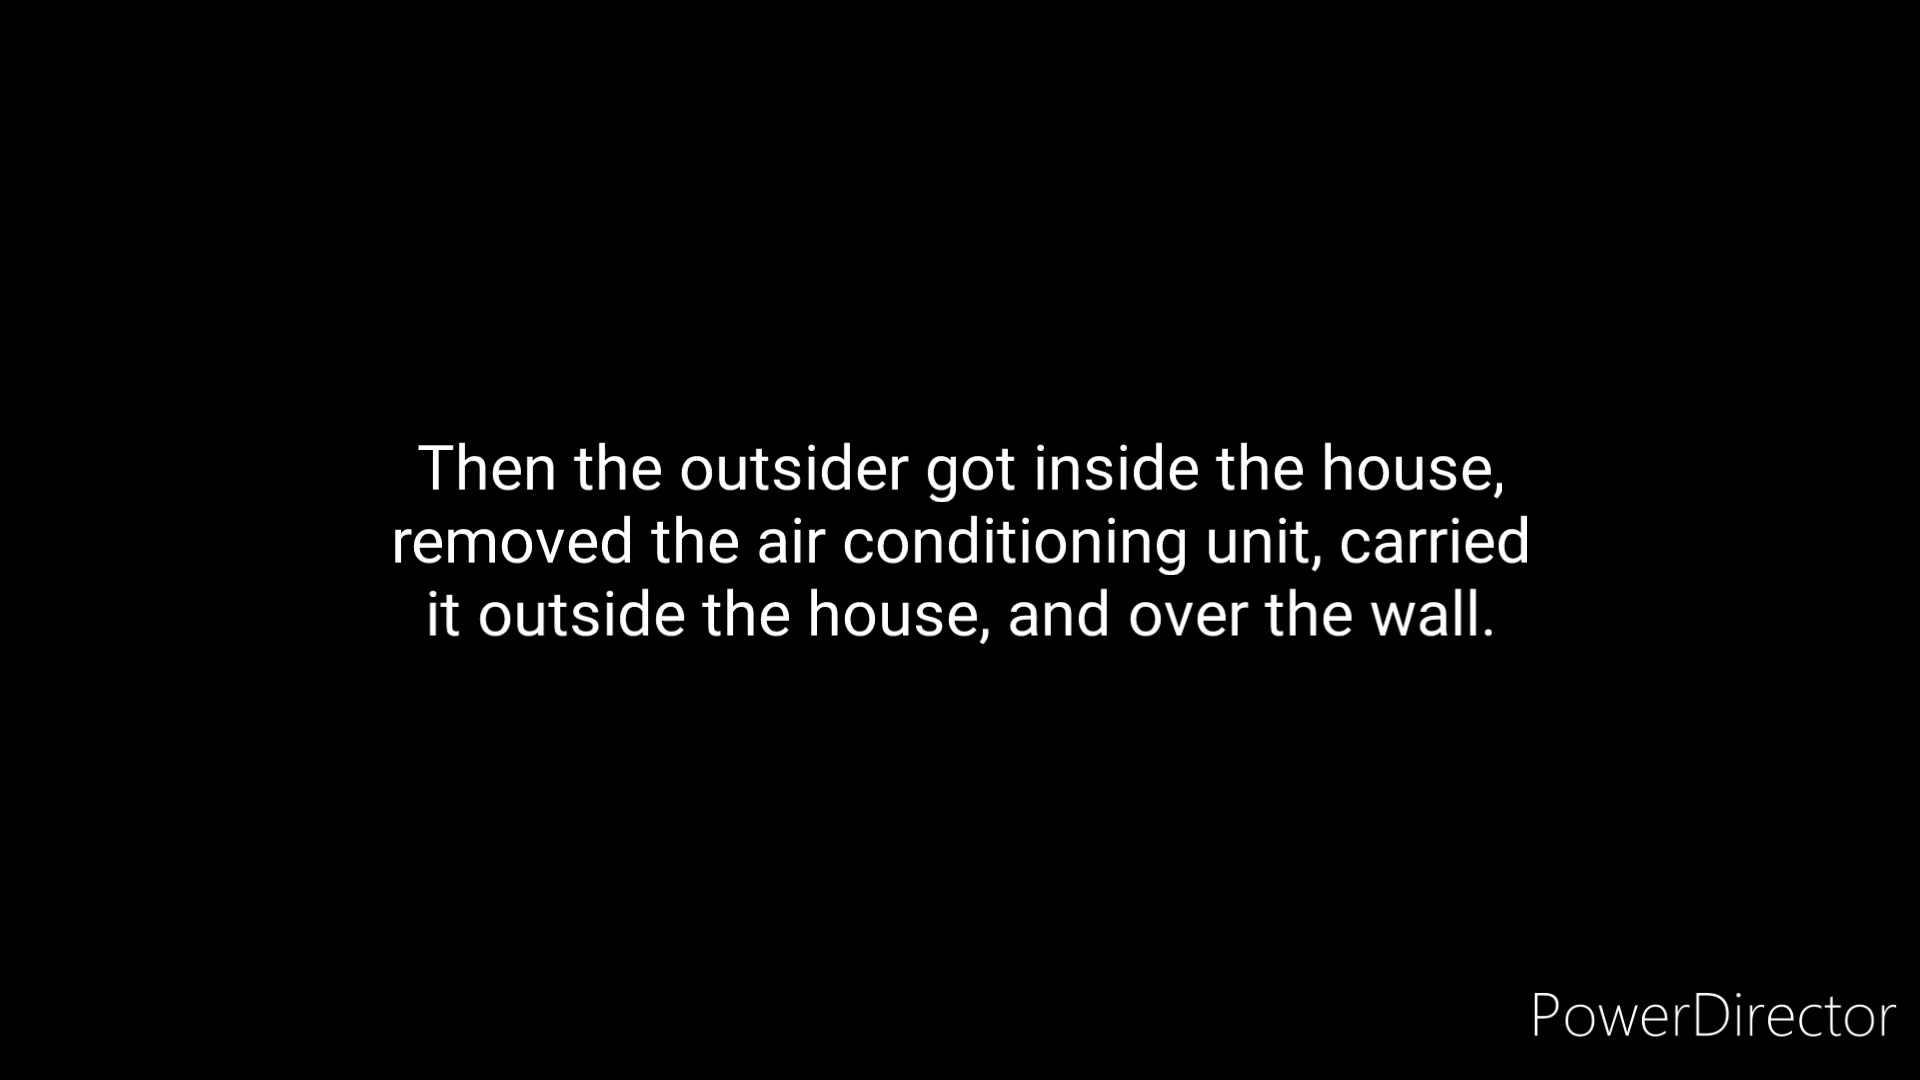 Then the outsider got inside the house,
removed the air conditioning unit, carried
it outside the house, and over the wall.
PowerDirector